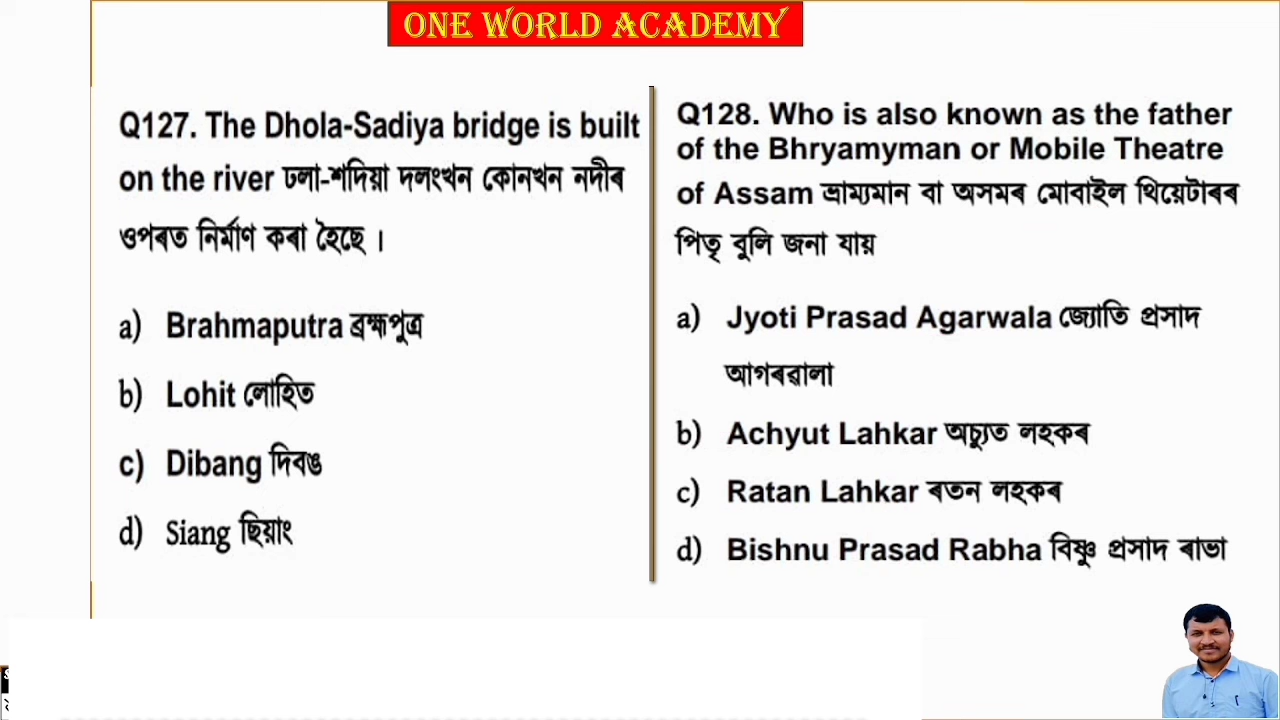 ONE WORLD ACADEMY
Q127. The Dhola-Sadiya bridge is built
on the river ঢলা-শদিয়া দলংখন কোনখন নদীৰ
ওপৰত নিৰ্মাণ কৰা হৈছে ।
a) Brahmaputra ব্ৰহ্মপুত্ৰ
b) Lohit লোহিত
c) Dibang দিবঙ
d) Siang ছিয়াং
Q128. Who is also known as the father
of the Bhryamyman or Mobile Theatre
of Assam ভ্ৰাম্যমান বা অসমৰ মোবাইল থিয়েটাৰৰ
পিতৃ বুলি জনা যায়
a) Jyoti Prasad Agarwala জ্যোতি প্ৰসাদ
আগৰৱালা
b) Achyut Lahkar অচ্যুত লহকৰ
c) Ratan Lahkar ৰতন লহকৰ
d) Bishnu Prasad Rabha বিষ্ণু প্ৰসাদ ৰাভা